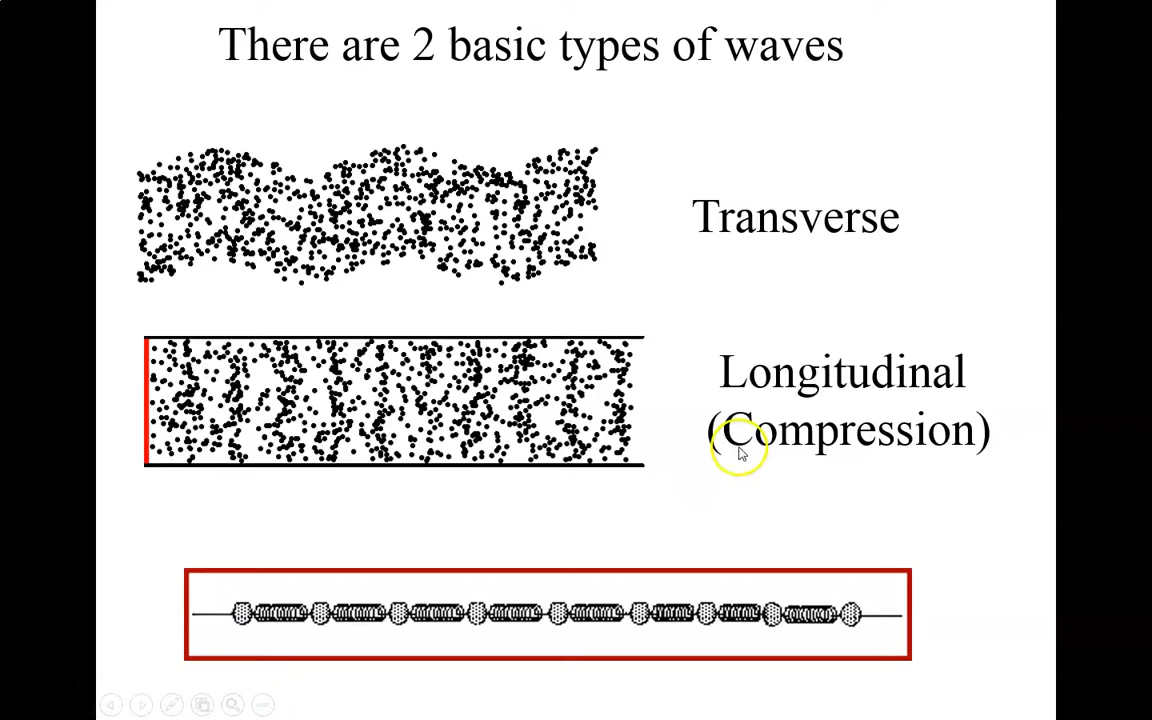 There are 2 basic types of waves
Transverse
Longitudinal
(Compression)